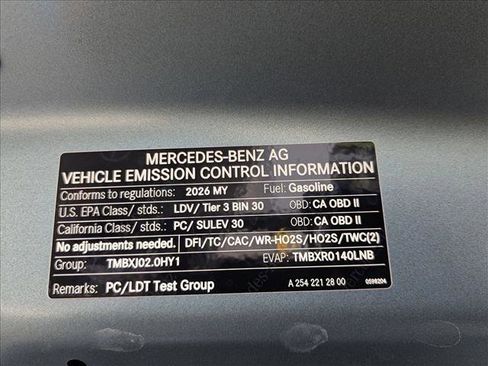 MERCEDES-BENZ AG
VEHICLE EMISSION CONTROL INFORMATION
Conforms to regulations: 2026 MY Fuel: Gasoline
U.S. EPA Class/ stds.: LDV/ Tier 3 BIN 30 OBD: CA OBD II
California Class/ stds.: PC/ SULEV 30 OBD: CA OBD II
No adjustments needed. DFI/TC/CAC/WR-HO2S/HO2S/TWC(2)
Group: TMBXJ02.0HY1 EVAP: TMBXR0140LNB
Remarks: PC/LDT Test Group A 254 221 28 00